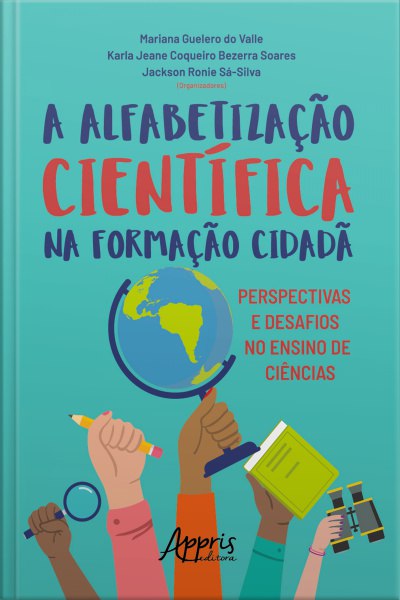 Mariana Guelero do Valle
Karla Jeane Coqueiro Bezerra Soares
Jackson Ronie Sá-Silva
(Organizadores)
A ALFABETIZAÇÃO
CIENTÍFICA
NA FORMAÇÃO CIDADÃ
PERSPECTIVAS
E DESAFIOS
NO ENSINO DE
CIÊNCIAS
Appris
editora